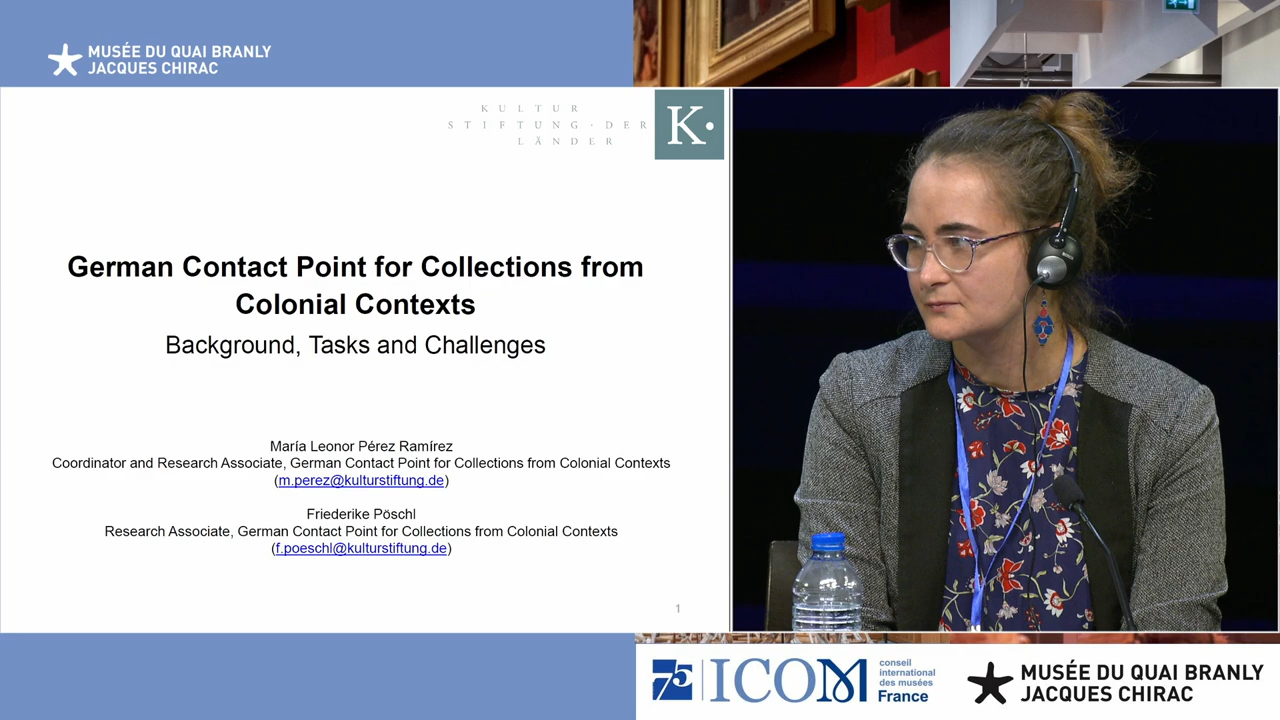 MUSÉE DU QUAI BRANLY
JACQUES CHIRAC
KULTUR
STIFTUNG · DER
LÄNDER
K·
German Contact Point for Collections from
Colonial Contexts
Background, Tasks and Challenges
María Leonor Pérez Ramírez
Coordinator and Research Associate, German Contact Point for Collections from Colonial Contexts
(m.perez@kulturstiftung.de)
Friederike Pöschl
Research Associate, German Contact Point for Collections from Colonial Contexts
(f.poeschl@kulturstiftung.de)
1
75 ICOM
conseil
international
des musées
France
MUSÉE DU QUAI BRANLY
JACQUES CHIRAC